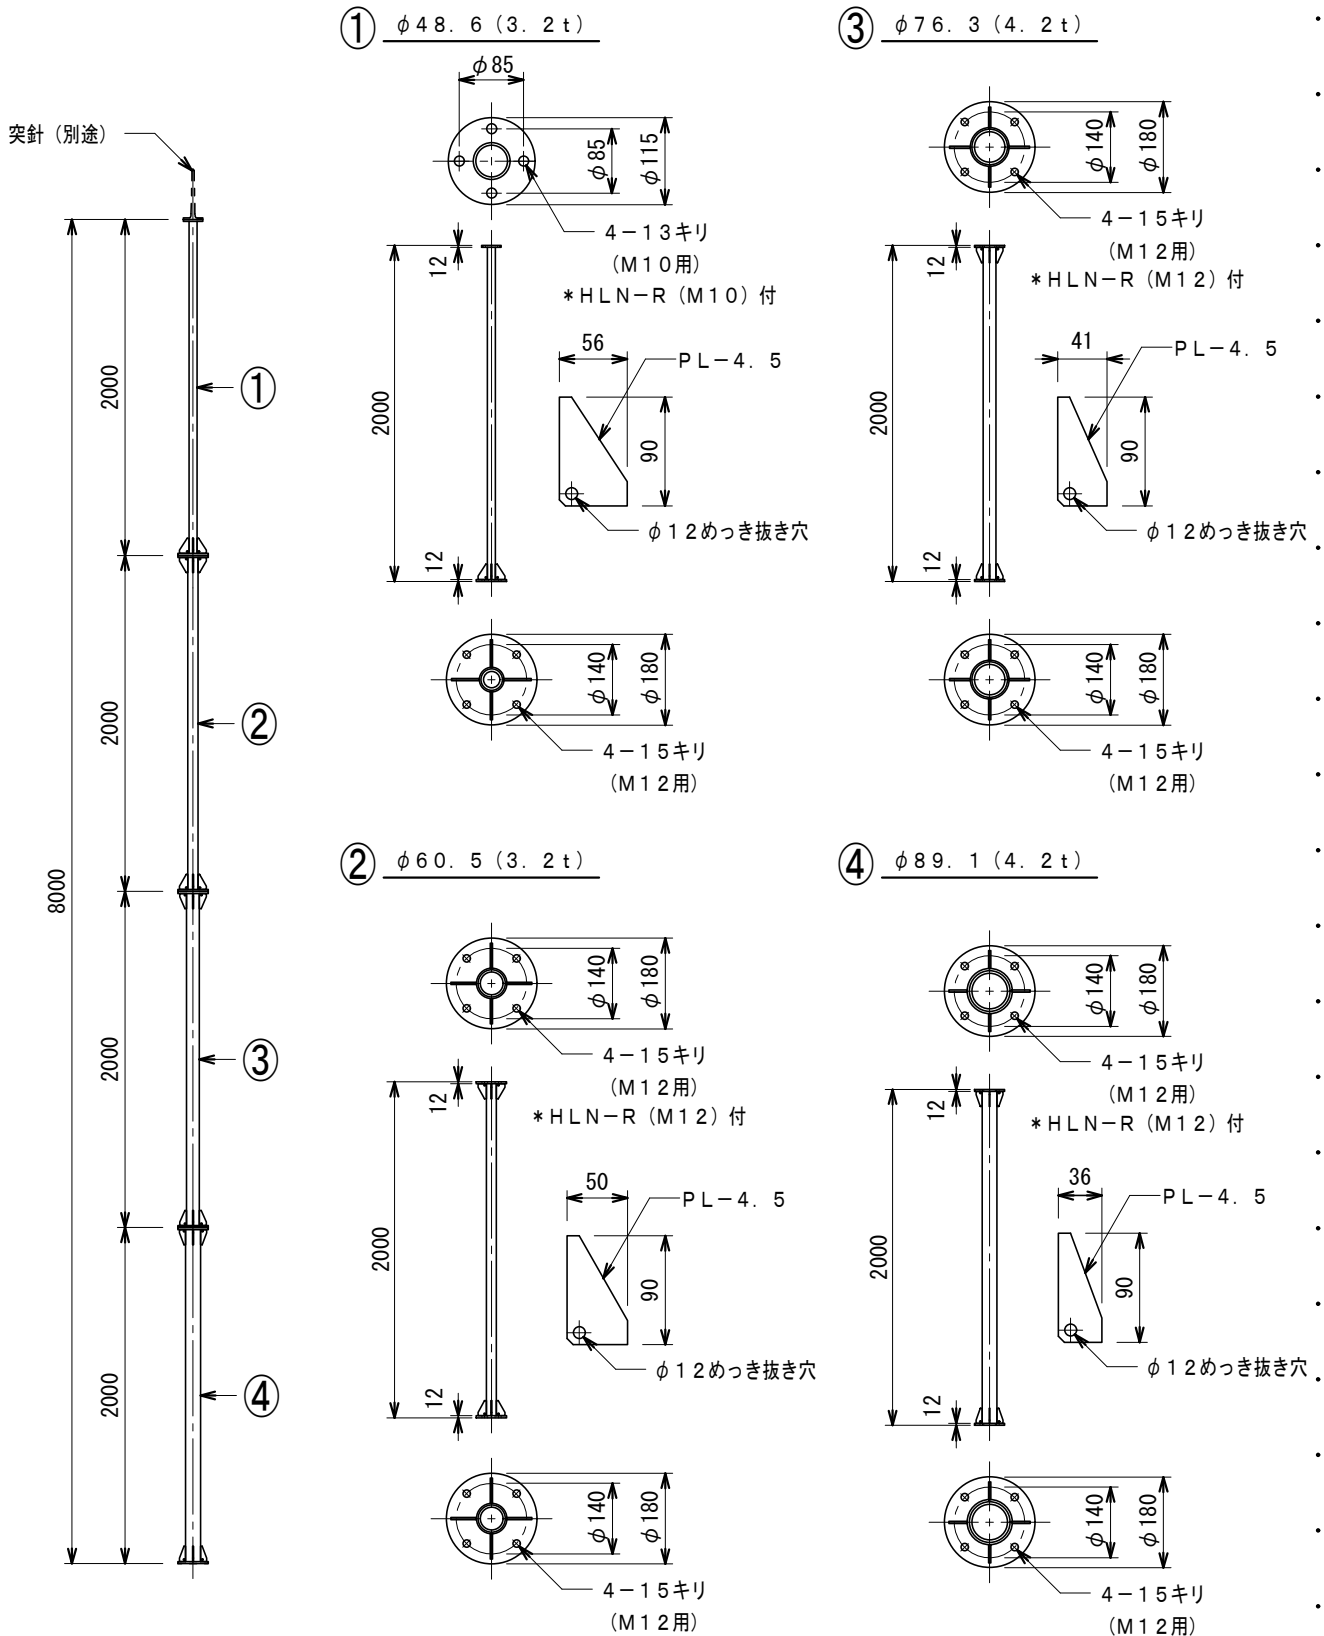 突針（別途）
8000
2000
2000
2000
2000
①
②
③
④
① φ48．6（3．2ｔ）
φ85
φ85
φ115
4－13キリ
（M10用）
＊HLN－R（M10）付
12
2000
12
56
PL－4．5
90
φ12めっき抜き穴
φ140
φ180
4－15キリ
（M12用）
② φ60．5（3．2ｔ）
φ140
φ180
4－15キリ
（M12用）
＊HLN－R（M12）付
12
2000
12
50
PL－4．5
90
φ12めっき抜き穴
φ140
φ180
4－15キリ
（M12用）
③ φ76．3（4．2ｔ）
φ140
φ180
4－15キリ
（M12用）
＊HLN－R（M12）付
12
2000
12
41
PL－4．5
90
φ12めっき抜き穴
φ140
φ180
4－15キリ
（M12用）
④ φ89．1（4．2ｔ）
φ140
φ180
4－15キリ
（M12用）
＊HLN－R（M12）付
12
2000
12
36
PL－4．5
90
φ12めっき抜き穴
φ140
φ180
4－15キリ
（M12用）